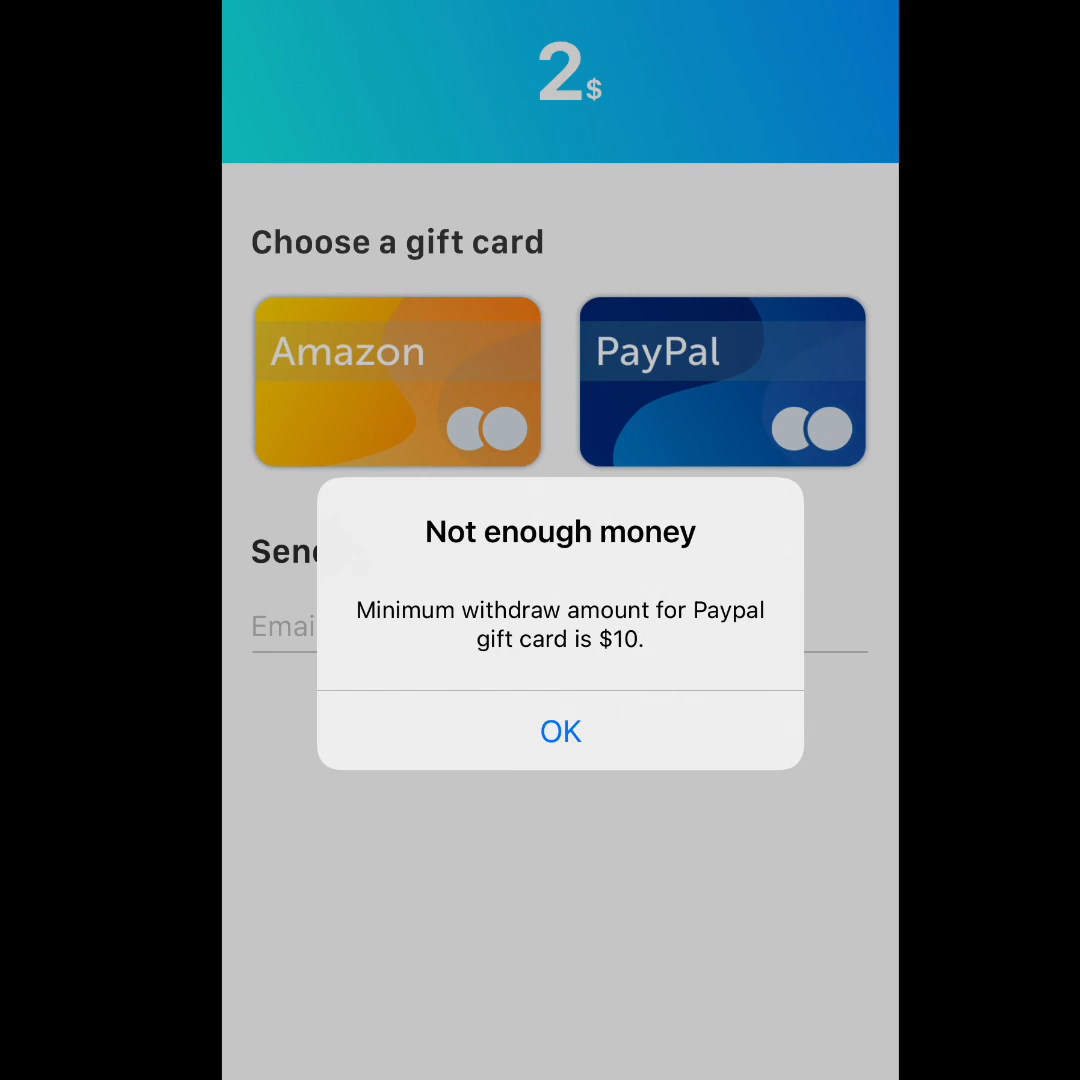 2$
Choose a gift card
Amazon
PayPal
Not enough money
Minimum withdraw amount for Paypal
gift card is $10.
OK